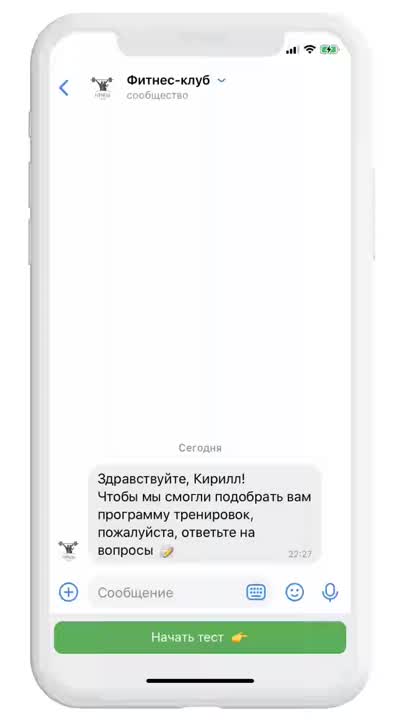 Фитнес-клуб
сообщество
Сегодня
Здравствуйте, Кирилл!
Чтобы мы смогли подобрать вам
программу тренировок,
пожалуйста, ответьте на
вопросы 📝
22:27
Сообщение
Начать тест 👉